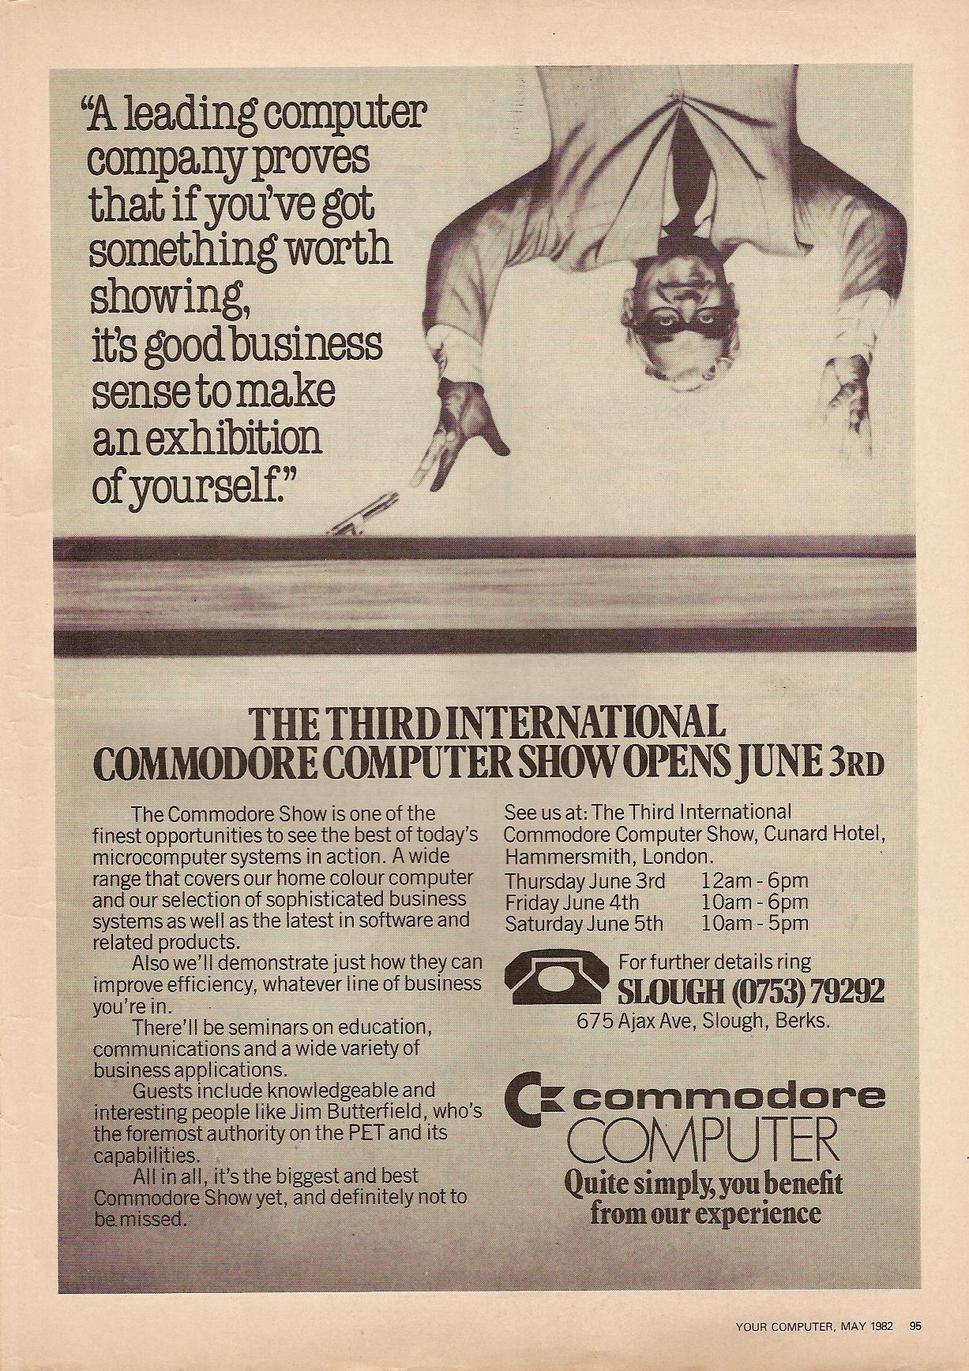 “A leading computer
company proves
that if you’ve got
something worth
showing,
it’s good business
sense to make
an exhibition
of yourself.”
THE THIRD INTERNATIONAL
COMMODORE COMPUTER SHOW OPENS JUNE 3RD
The Commodore Show is one of the
finest opportunities to see the best of today’s
microcomputer systems in action. A wide
range that covers our home colour computer
and our selection of sophisticated business
systems as well as the latest in software and
related products.
Also we’ll demonstrate just how they can
improve efficiency, whatever line of business
you’re in.
There’ll be seminars on education,
communications and a wide variety of
business applications.
Guests include knowledgeable and
interesting people like Jim Butterfield, who’s
the foremost authority on the PET and its
capabilities.
All in all, it’s the biggest and best
Commodore Show yet, and definitely not to
be missed.
See us at: The Third International
Commodore Computer Show, Cunard Hotel,
Hammersmith, London.
Thursday June 3rd 12am - 6pm
Friday June 4th 10am - 6pm
Saturday June 5th 10am - 5pm
For further details ring
SLOUGH (0753) 79292
675 Ajax Ave, Slough, Berks.
commodore
COMPUTER
Quite simply, you benefit
from our experience
YOUR COMPUTER, MAY 1982 95